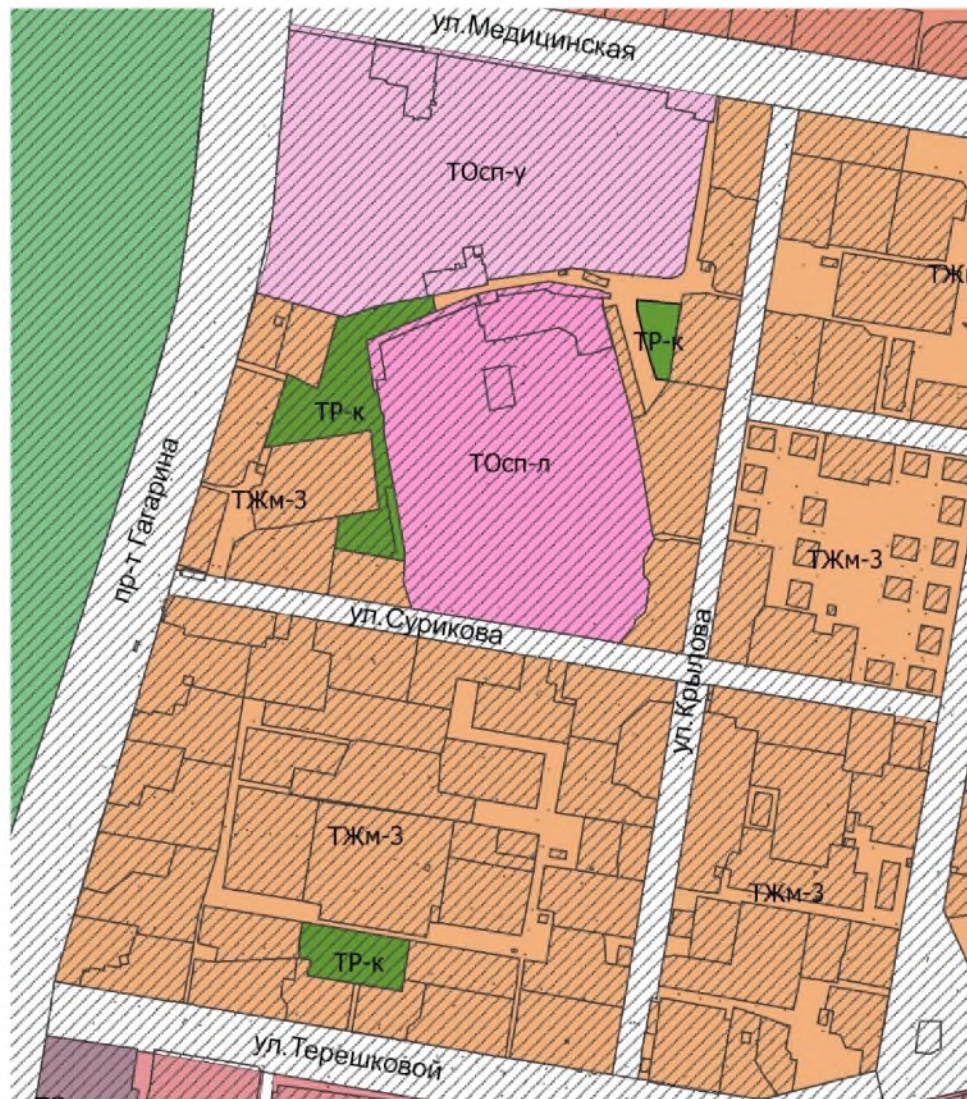 ул.Медицинская
ТОсп-у
ТЖ
ТР-к
ТР-к
ТОсп-л
ТЖм-3
пр-т Гагарина
ТЖм-3
ул.Сурикова
ул.Крылова
ТЖм-3
ТЖм-3
ТР-к
ул.Терешковой